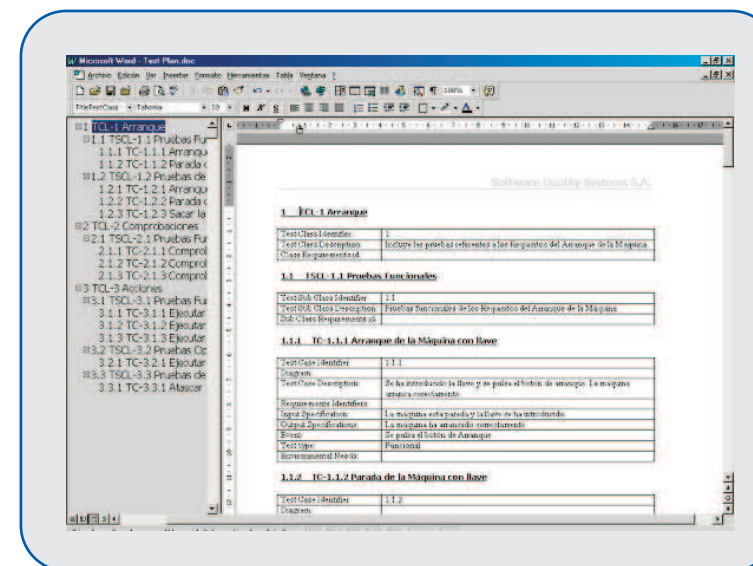 Microsoft Word - Test Plan.doc
Archivo Edición Ver Insertar Formato Herramientas Tabla Ventana ?
100%
TitleTestClass Tahoma 10 N K S
1 TCL-1 Arranque
1.1 TSCL-1.1 Pruebas Fun
1.1.1 TC-1.1.1 Arranqu
1.1.2 TC-1.1.2 Parada c
1.2 TSCL-1.2 Pruebas de
1.2.1 TC-1.2.1 Arranqu
1.2.2 TC-1.2.2 Parada c
1.2.3 TC-1.2.3 Sacar la
2 TCL-2 Comprobaciones
2.1 TSCL-2.1 Pruebas Fur
2.1.1 TC-2.1.1 Comprol
2.1.2 TC-2.1.2 Comprol
2.1.3 TC-2.1.3 Comprol
3 TCL-3 Acciones
3.1 TSCL-3.1 Pruebas Fu
3.1.1 TC-3.1.1 Ejecutar
3.1.2 TC-3.1.2 Ejecutar
3.1.3 TC-3.1.3 Ejecutar
3.2 TSCL-3.2 Pruebas Op
3.2.1 TC-3.2.1 Ejecutar
3.3 TSCL-3.3 Pruebas de
3.3.1 TC-3.3.1 Atascar
Software Quality Systems S.A.
1 TCL-1 Arranque
Test Class Identifier 1
Test Class Description Incluye las pruebas referentes a los Requisitos del Arranque de la Maquina
Class Requirements id
1.1 TSCL-1.1 Pruebas Funcionales
Test Sub Class Identifier 1.1
Test Sub Class Description Pruebas funcionales de los Requisitos del Arranque de la Máquina
Sub Class Requirements id
1.1.1 TC-1.1.1 Arranque de la Máquina con llave
Test Case Identifier 1.1.1
Diagram
Test Case Description Se ha introducido la llave y se pulsa el botón de arranque. La maquina
arranca correctamente
Requirements Identifiers
Input Specification La maquina esta parada y la llave se ha introducido
Output Specifications La maquina ha arrancado correctamente
Event Se pulsa el botón de Arranque
Test type Funcional
Environmental Needs
1.1.2 TC-1.1.2 Parada de la Máquina con llave
Test Case Identifier 1.1.2
Diagram